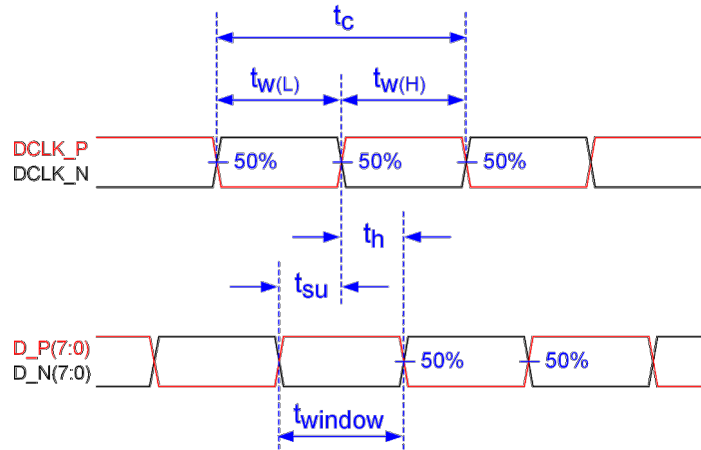 tc
tw(L) tw(H)
DCLK_P
DCLK_N
50% 50% 50%
th
tsu
D_P(7:0)
D_N(7:0)
50% 50%
twindow